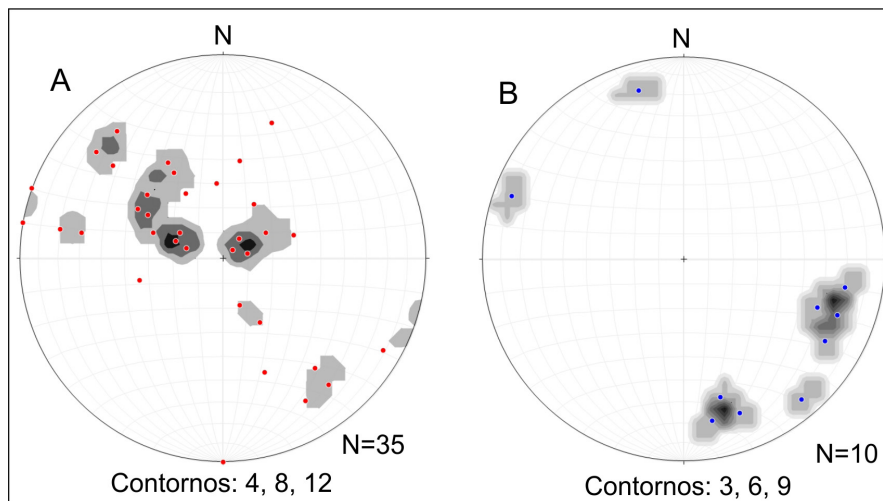 N
A
N=35
Contornos: 4, 8, 12
N
B
N=10
Contornos: 3, 6, 9